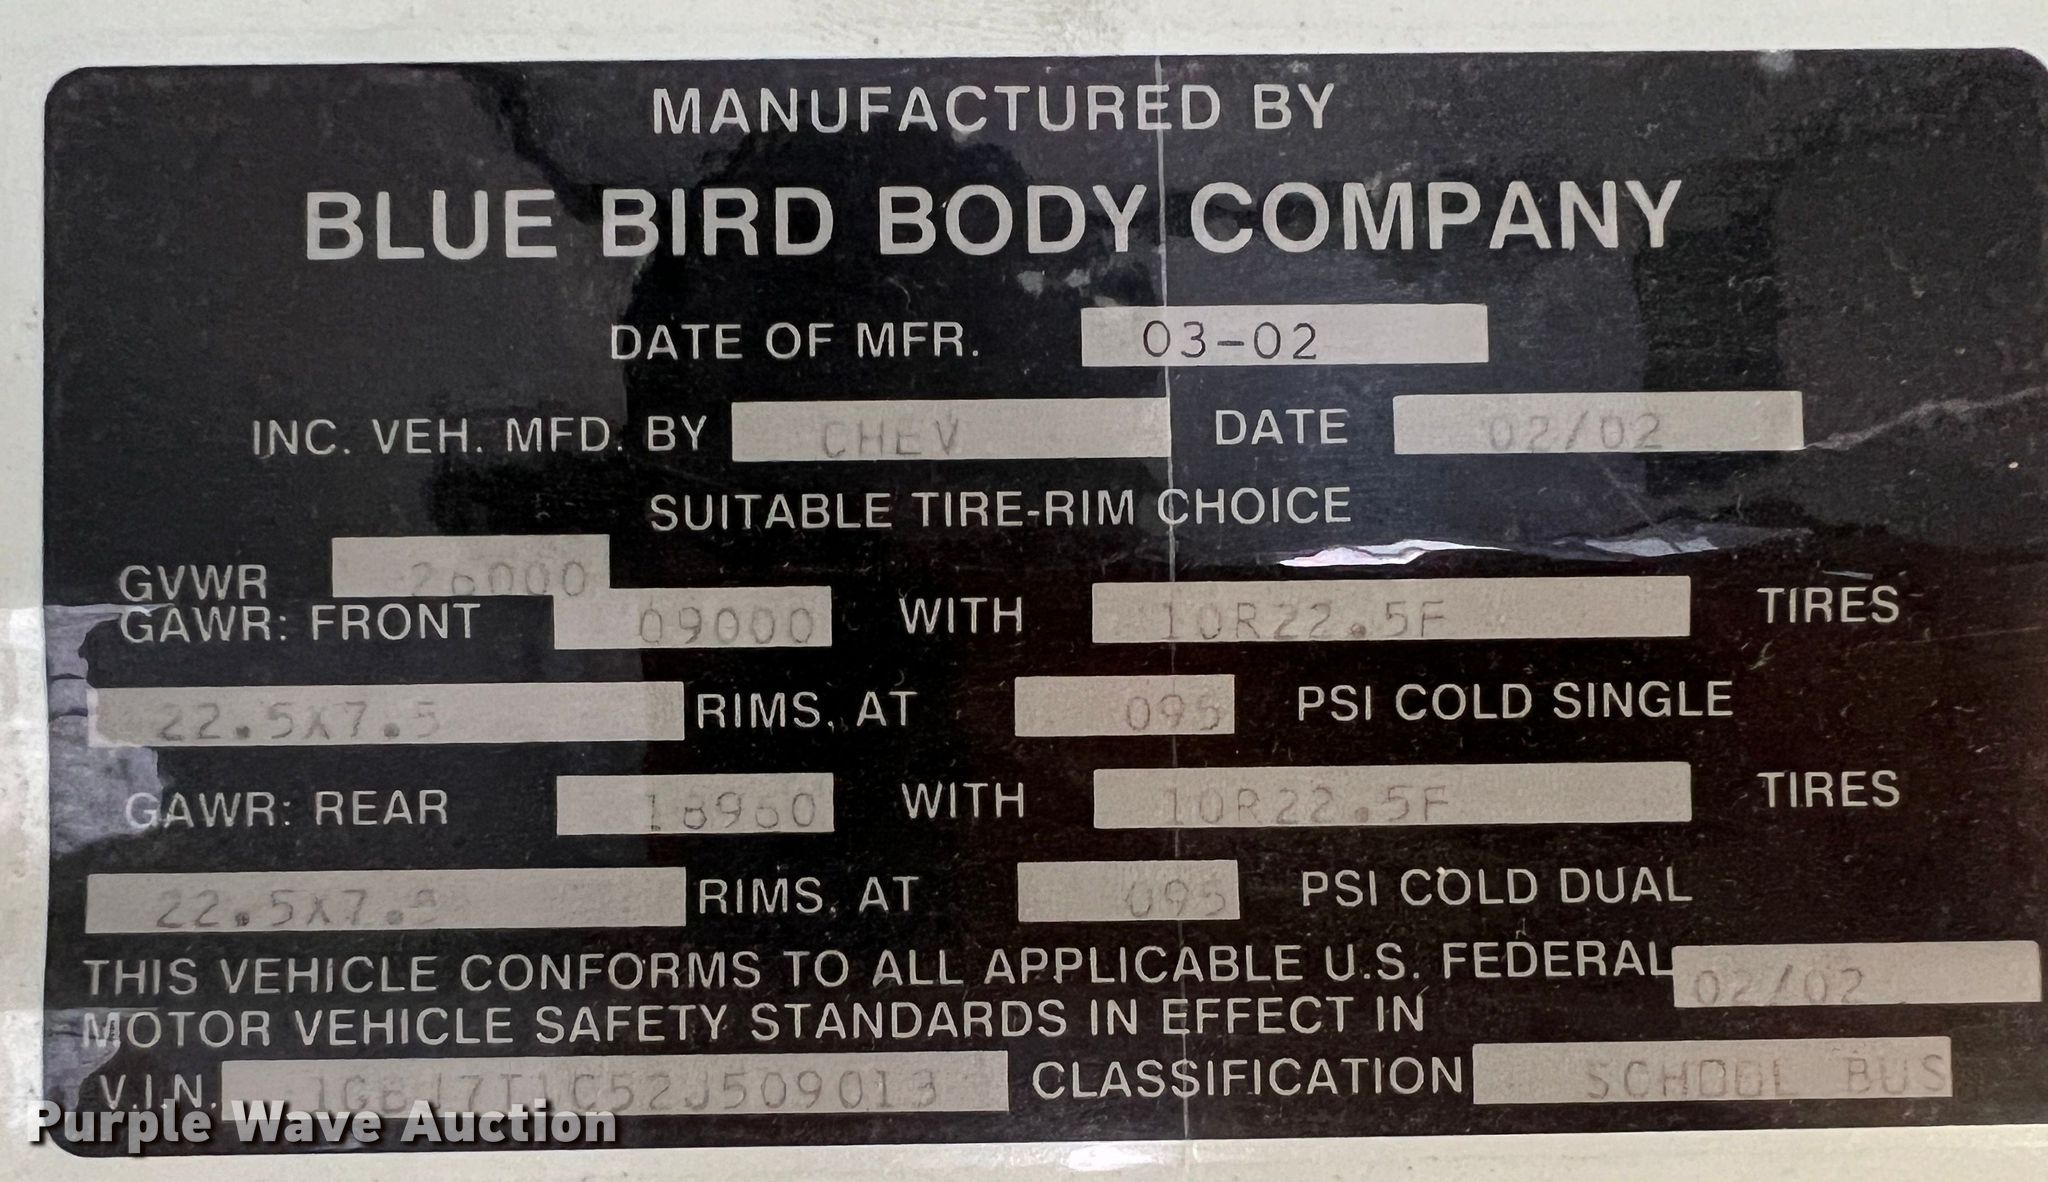 MANUFACTURED BY
BLUE BIRD BODY COMPANY
DATE OF MFR. 03-02
INC. VEH. MFD. BY CHEV DATE 02/02
SUITABLE TIRE-RIM CHOICE
GVWR 26000
GAWR: FRONT 09000 WITH 10R22.5F TIRES
22.5X7.5 RIMS, AT 095 PSI COLD SINGLE
GAWR: REAR WITH 10R22.5F TIRES
22.5X7.5 RIMS, AT 095 PSI COLD DUAL
THIS VEHICLE CONFORMS TO ALL APPLICABLE U.S. FEDERAL 02/02
MOTOR VEHICLE SAFETY STANDARDS IN EFFECT IN
V.I.N. CLASSIFICATION SCHOOL BUS
Purple Wave Auction